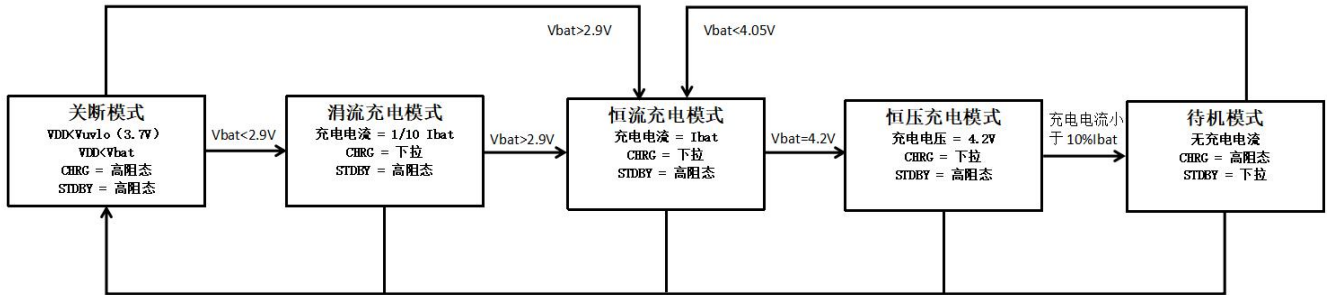 Vbat>2.9V
Vbat<4.05V
关断模式
VDD<Vuvlo（3.7V）
VDD<Vbat
CHRG = 高阻态
STDBY = 高阻态
Vbat<2.9V
涓流充电模式
充电电流 = 1/10 Ibat
CHRG = 下拉
STDBY = 高阻态
Vbat>2.9V
恒流充电模式
充电电流 = Ibat
CHRG = 下拉
STDBY = 高阻态
Vbat=4.2V
恒压充电模式
充电电压 = 4.2V
CHRG = 下拉
STDBY = 高阻态
充电电流小
于 10%Ibat
待机模式
无充电电流
CHRG = 高阻态
STDBY = 下拉